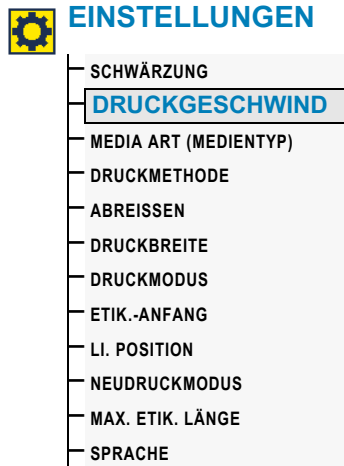 EINSTELLUNGEN
SCHWÄRZUNG
DRUCKGESCHWIND
MEDIA ART (MEDIENTYP)
DRUCKMETHODE
ABREISSEN
DRUCKBREITE
DRUCKMODUS
ETIK.-ANFANG
LI. POSITION
NEUDRUCKMODUS
MAX. ETIK. LÄNGE
SPRACHE